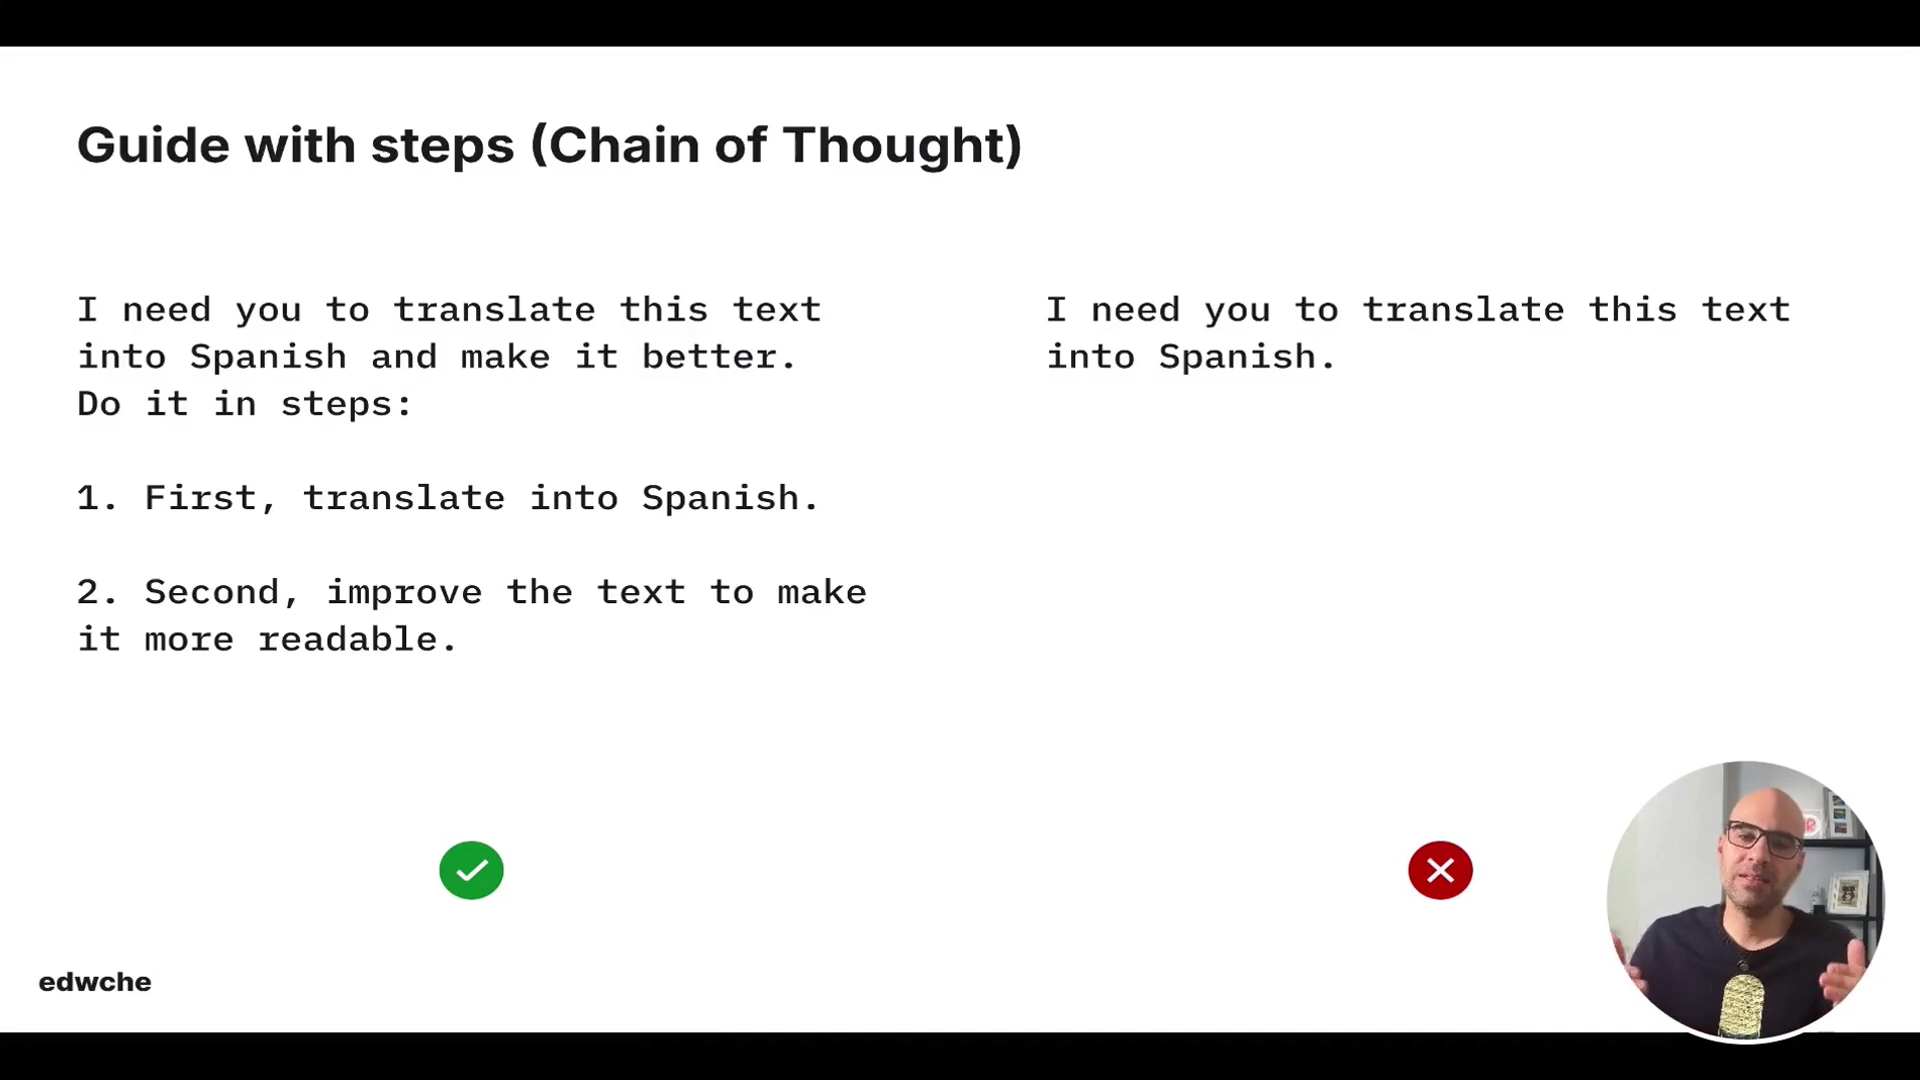 Guide with steps (Chain of Thought)
I need you to translate this text
into Spanish and make it better.
Do it in steps:
1. First, translate into Spanish.
2. Second, improve the text to make
it more readable.
I need you to translate this text
into Spanish.
edwche